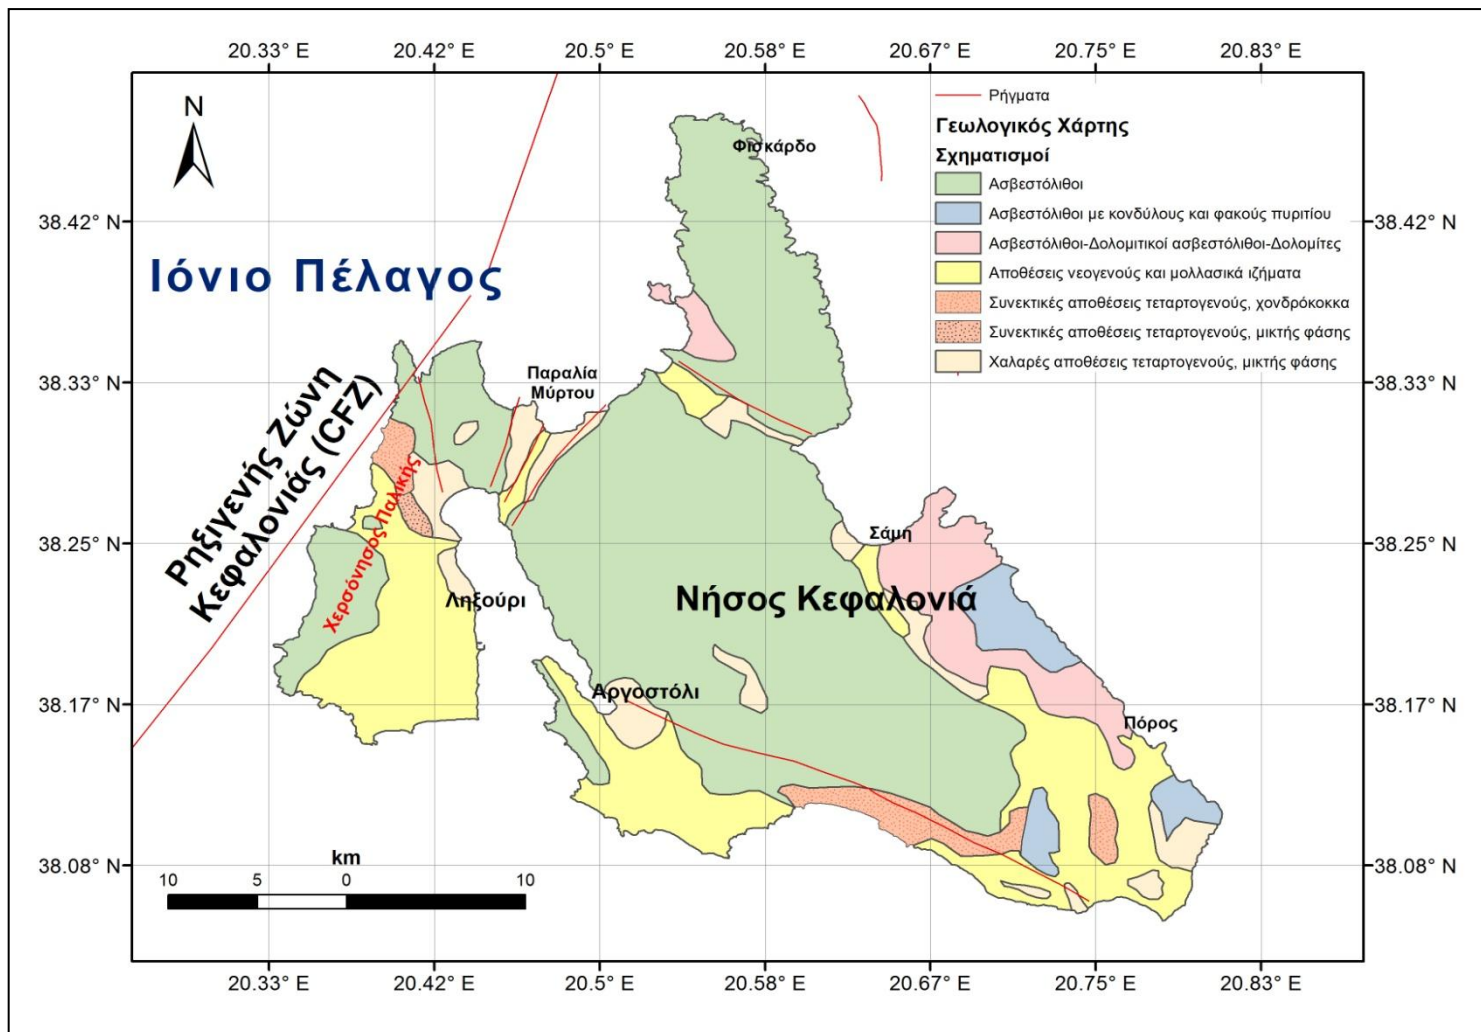 20.33° E 20.42° E 20.5° E 20.58° E 20.67° E 20.75° E 20.83° E
N
Ρήγματα
Γεωλογικός Χάρτης
Σχηματισμοί
Ασβεστόλιθοι
Ασβεστόλιθοι με κονδύλους και φακούς πυριτίου
Ασβεστόλιθοι-Δολομιτικοί ασβεστόλιθοι-Δολομίτες
Αποθέσεις νεογενούς και μολλασικά ιζήματα
Συνεκτικές αποθέσεις τεταρτογενούς, χονδρόκοκκα
Συνεκτικές αποθέσεις τεταρτογενούς, μικτής φάσης
Χαλαρές αποθέσεις τεταρτογενούς, μικτής φάσης
Φισκάρδο
38.42° N 38.42° N
Ιόνιο Πέλαγος
Παραλία
Μύρτου
38.33° N 38.33° N
Ρηξιγενής Ζώνη
Κεφαλονιάς (CFZ)
Χερσόνησος Παλικής
Σάμη
38.25° N 38.25° N
Ληξούρι
Νήσος Κεφαλονιά
Αργοστόλι
38.17° N 38.17° N
Πόρος
km
38.08° N 38.08° N
10 5 0 10
20.33° E 20.42° E 20.5° E 20.58° E 20.67° E 20.75° E 20.83° E